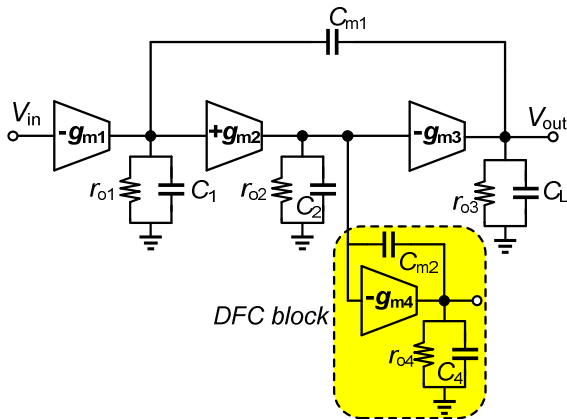 Cm1
Vin
-gm1
+gm2
-gm3
Vout
ro1
C1
ro2
C2
ro3
CL
Cm2
-gm4
DFC block
ro4
C4